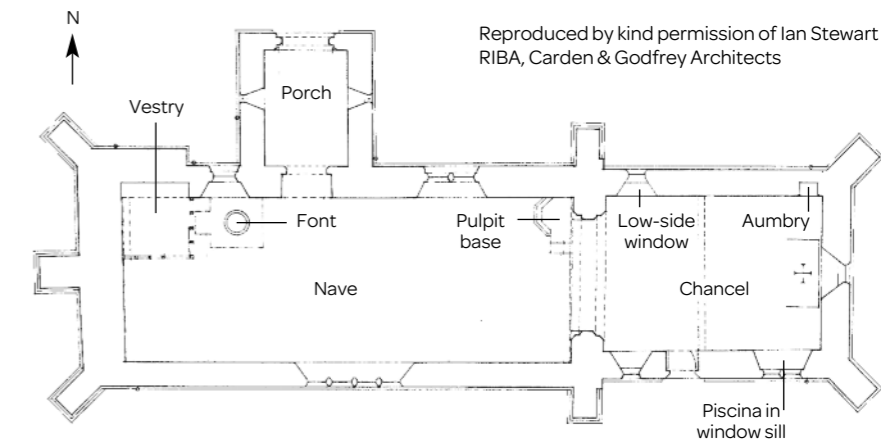 N
Reproduced by kind permission of Ian Stewart
RIBA, Carden & Godfrey Architects
Porch
Vestry
Font
Pulpit
base
Low-side
window
Aumbry
Nave
Chancel
Piscina in
window sill